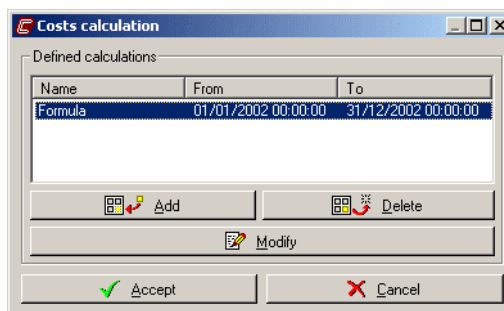 Costs calculation
Defined calculations
Name From To
Formula 01/01/2002 00:00:00 31/12/2002 00:00:00
Add Delete
Modify
Accept Cancel